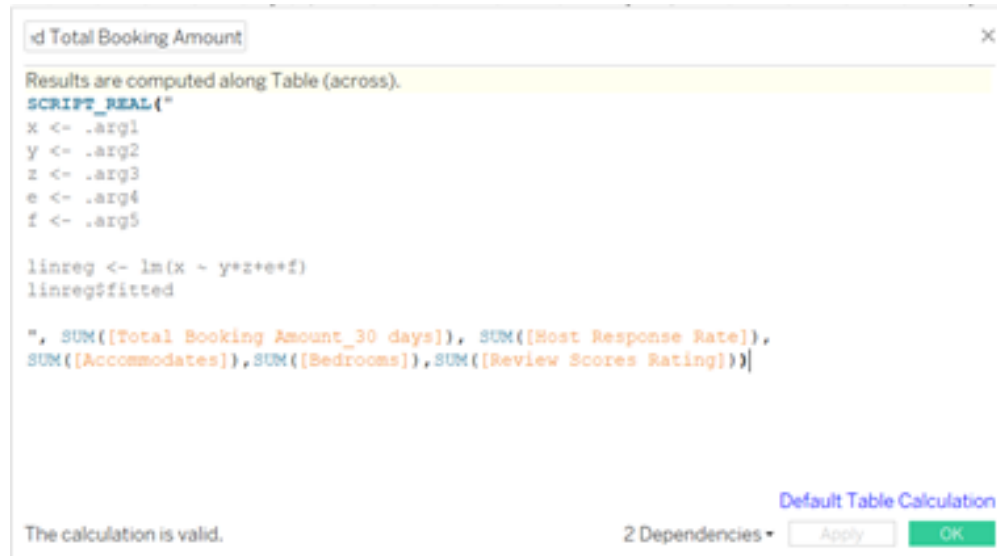 d Total Booking Amount
Results are computed along Table (across).
SCRIPT_REAL("
x <- .arg1
y <- .arg2
z <- .arg3
e <- .arg4
f <- .arg5
linreg <- lm(x ~ y+z+e+f)
linreg$fitted
", SUM([Total Booking Amount_30 days]), SUM([Host Response Rate]),
SUM([Accommodates]),SUM([Bedrooms]),SUM([Review Scores Rating]))
Default Table Calculation
The calculation is valid. 2 Dependencies Apply OK